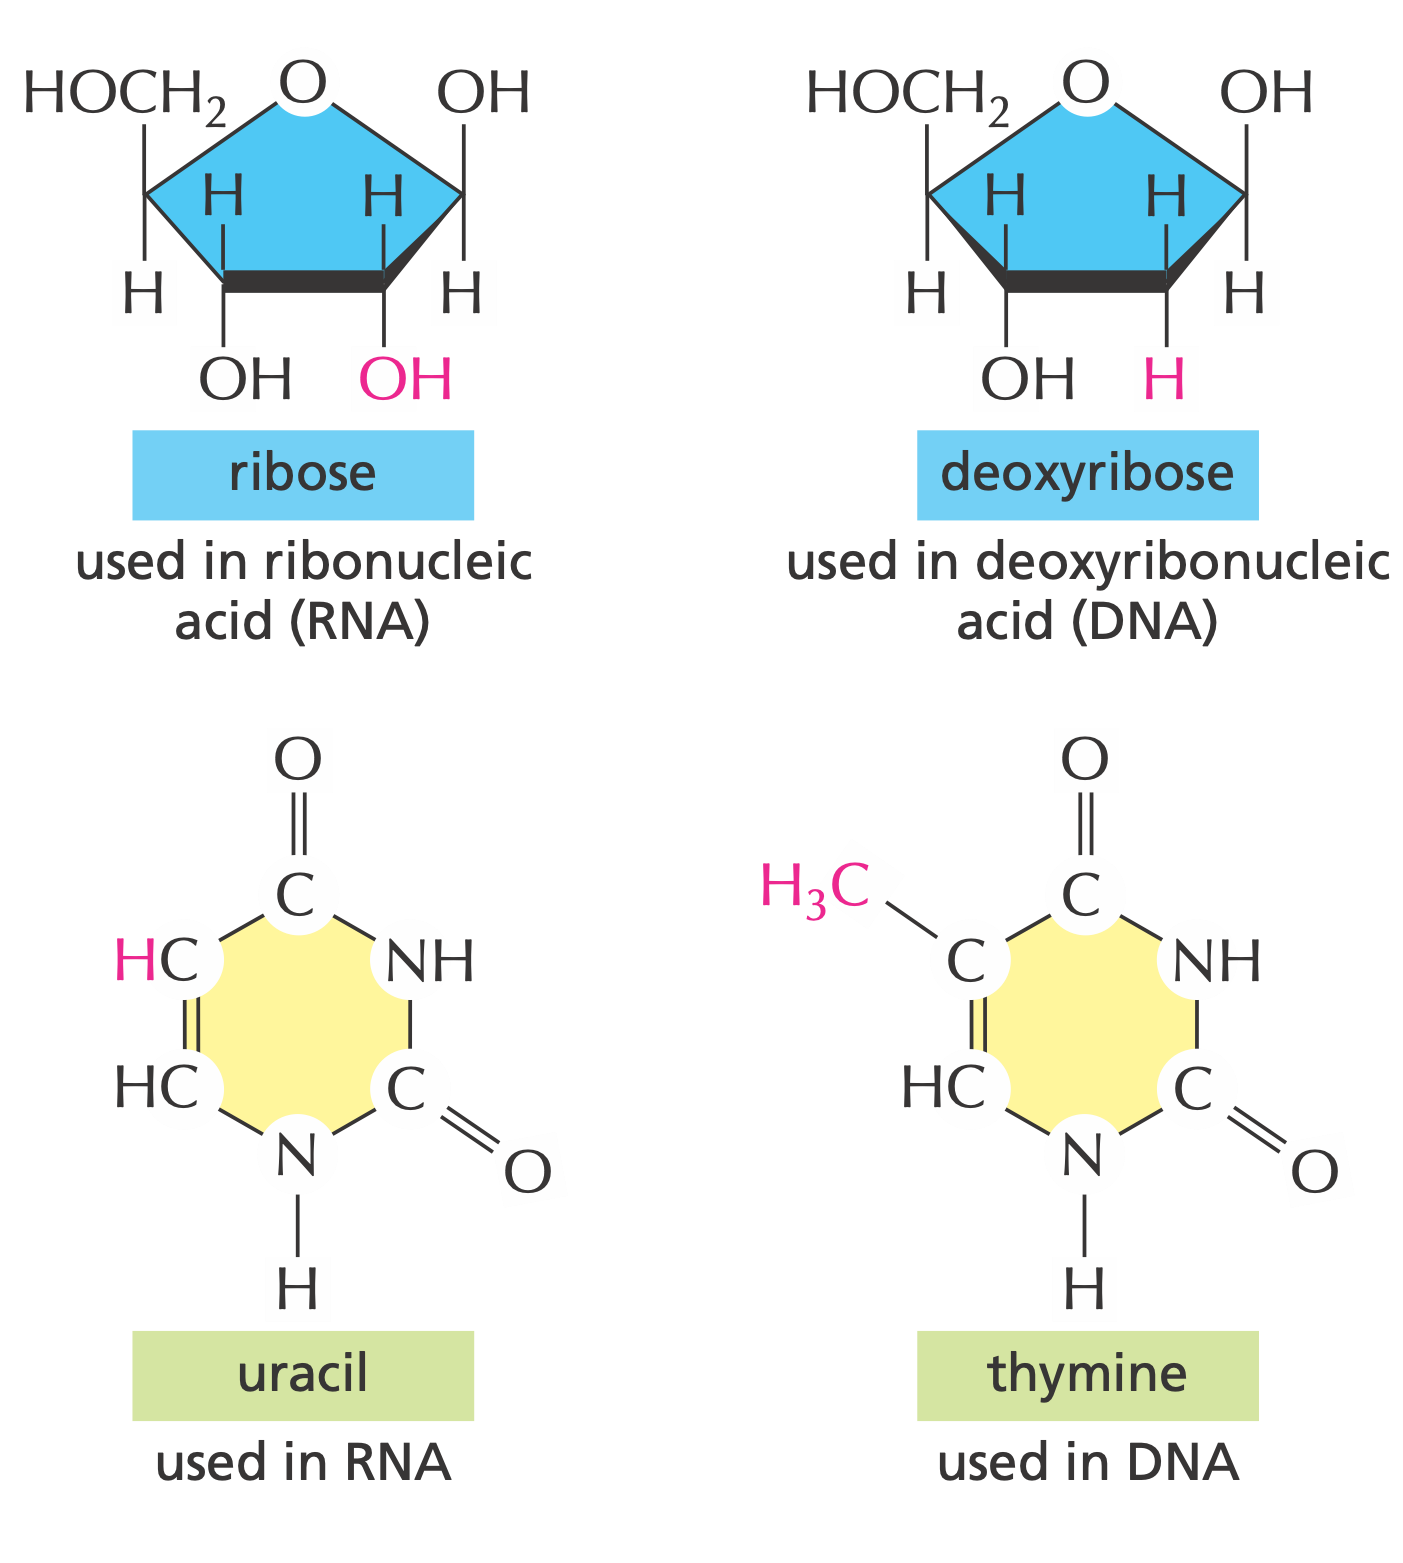 HOCH2 O OH HOCH2 O OH
H H H H
H H H H
OH OH OH H
ribose deoxyribose
used in ribonucleic
acid (RNA)
used in deoxyribonucleic
acid (DNA)
O O
C H3C C
HC NH C NH
HC C HC C
N O N O
H H
uracil thymine
used in RNA used in DNA